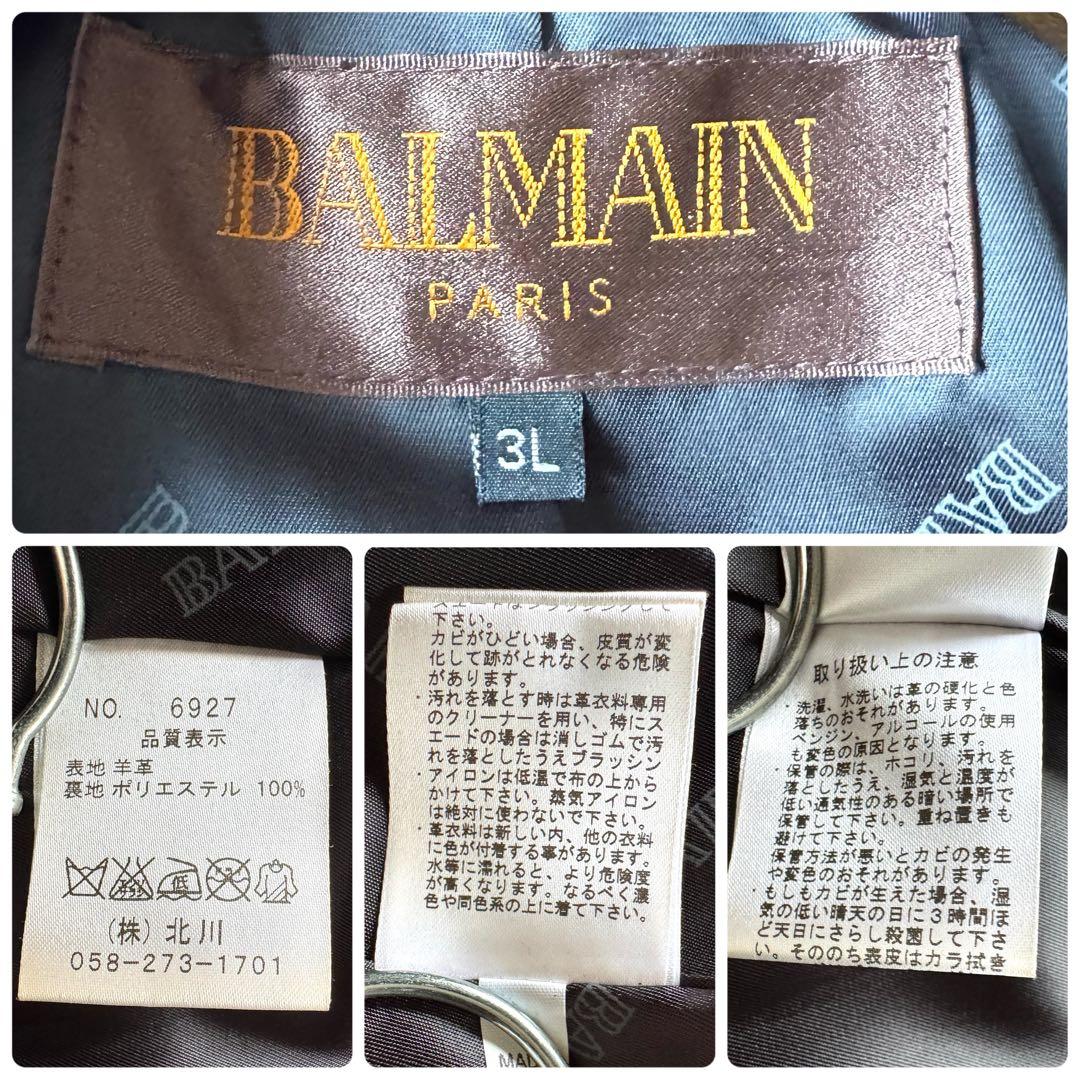 BALMAIN
PARIS
3L
BA
BAL
BAL
NO. 6927
品質表示
表地 羊革
裏地 ポリエステル 100%
低
(株) 北川
058-273-1701
下さい。
カビがひどい場合、皮質が変
化して跡がとれなくなる危険
があります。
・汚れを落とす時は革衣料専用
のクリーナーを用い、特にス
エードの場合は消しゴムで汚
れを落としたうえブラッシン
・アイロンは低温で布の上から
かけて下さい。蒸気アイロン
は絶対に使わないで下さい。
・革衣料は新しい内、他の衣料
に色が付着する事があります。
水等に濡れると、より危険度
が高くなります。なるべく濃
色や同色系の上に着て下さい。
取り扱い上の注意
・洗濯、水洗いは革の硬化と色
落ちのおそれがあります。
ベンジン、アルコールの使用
も変色の原因となります。
・保管の際は、ホコリ、汚れを
落としたうえ、湿気と温度が
低い通気性のある暗い場所で
保管して下さい。重ね置きも
避けて下さい。
保管方法が悪いとカビの発生
や変色のおそれがあります。
・もしもカビが生えた場合、湿
気の低い晴天の日に3時間ほ
ど天日にさらし殺菌して下さ
い。そののち表皮はカラ拭き